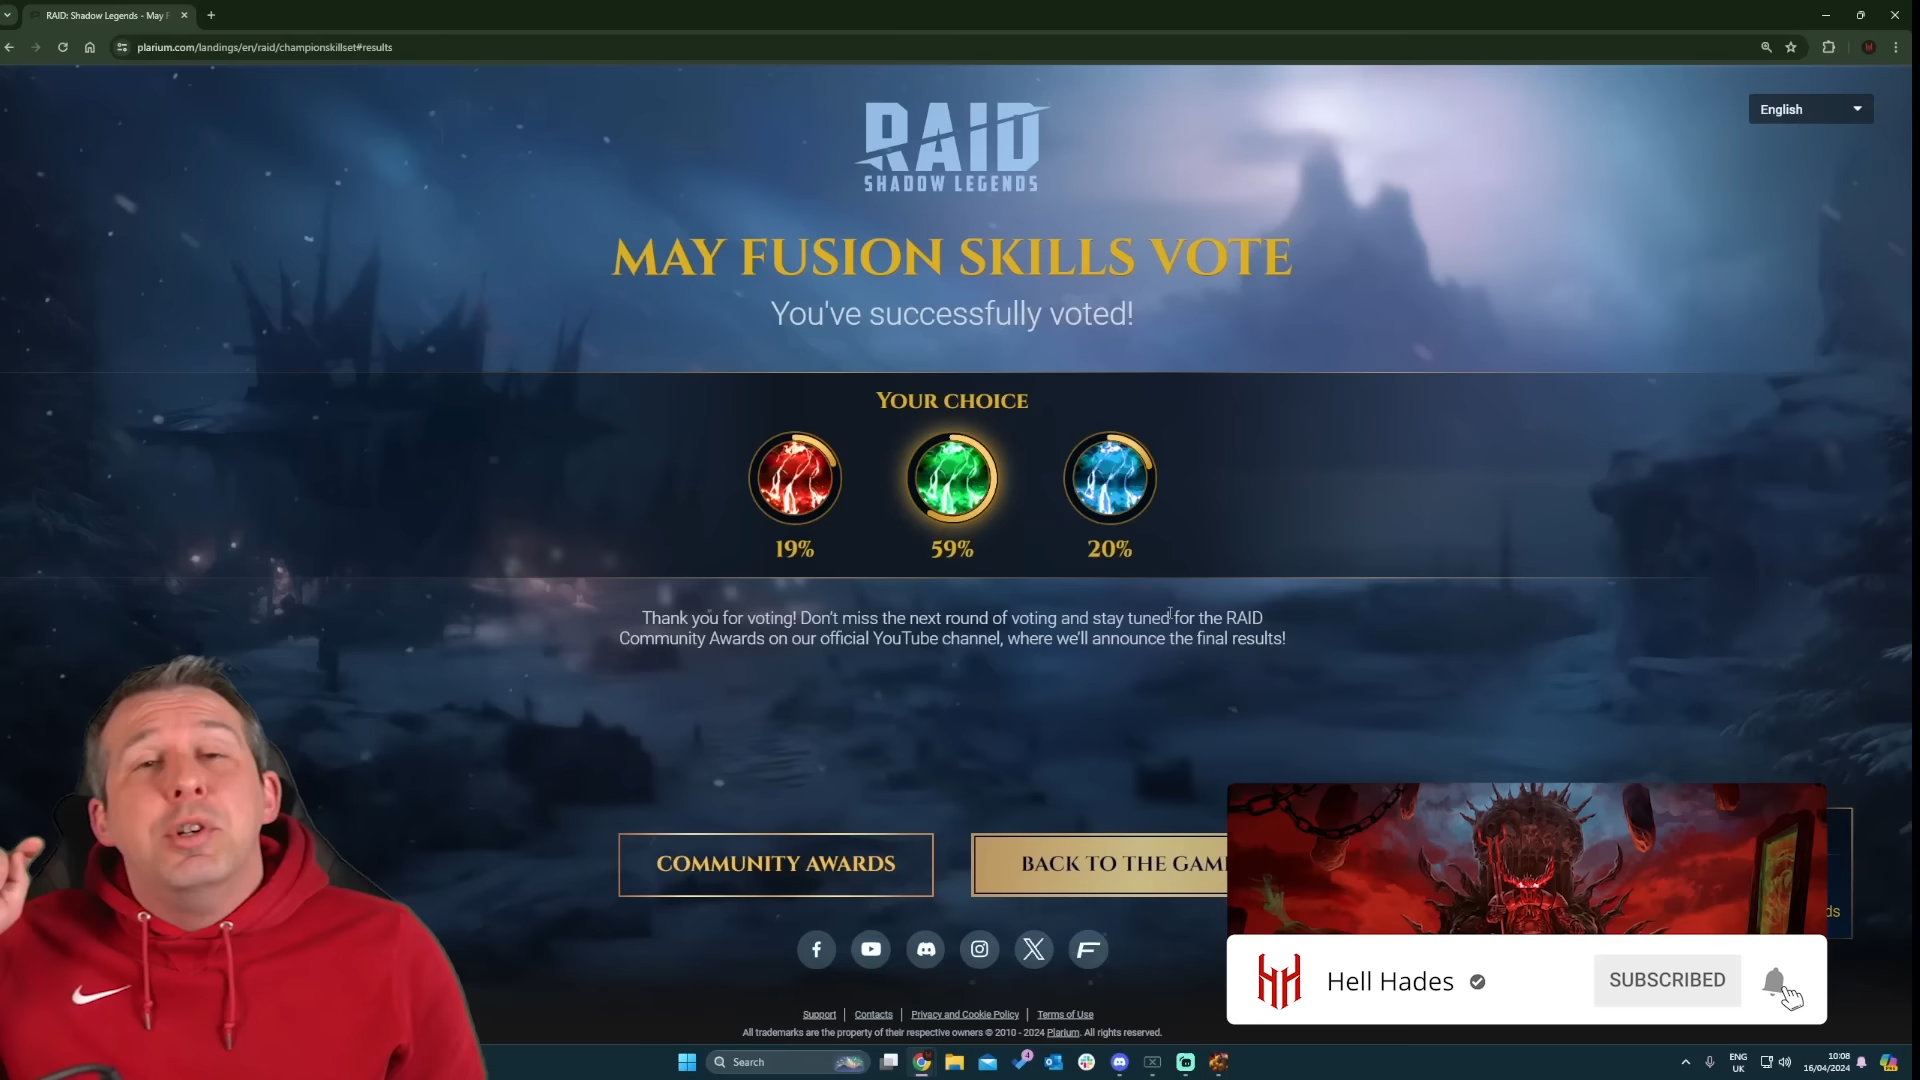 RAID: Shadow Legends - May F
plarium.com/landings/en/raid/championskillset#results
English
RAID
SHADOW LEGENDS
MAY FUSION SKILLS VOTE
You've successfully voted!
YOUR CHOICE
19%
59%
20%
Thank you for voting! Don't miss the next round of voting and stay tuned for the RAID
Community Awards on our official YouTube channel, where we'll announce the final results!
COMMUNITY AWARDS
BACK TO THE GAME
ds
Hell Hades
SUBSCRIBED
Support
Contacts
Privacy and Cookie Policy
Terms of Use
All trademarks are the property of their respective owners © 2010 - 2024 Plarium. All rights reserved.
Search
4
ENG
UK
10:08
16/04/2024